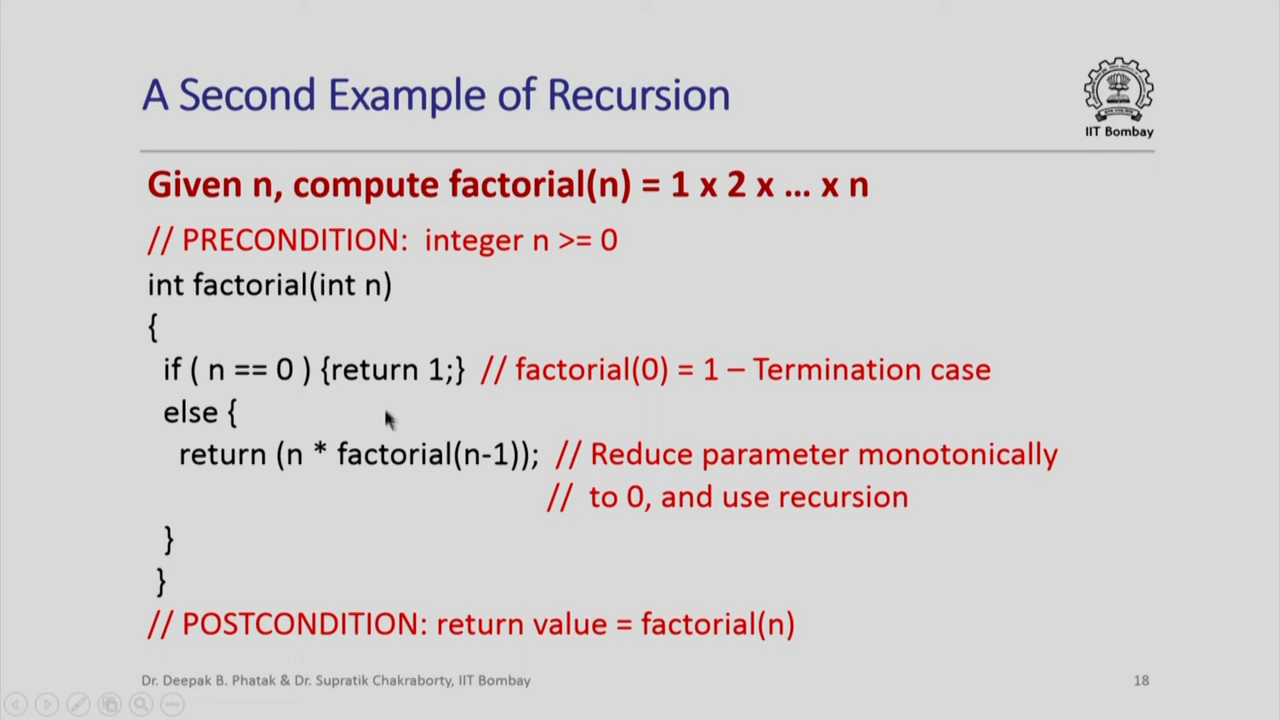 A Second Example of Recursion
IIT Bombay
Given n, compute factorial(n) = 1 x 2 x … x n
// PRECONDITION: integer n >= 0
int factorial(int n)
{
if ( n == 0 ) {return 1;} // factorial(0) = 1 – Termination case
else {
return (n * factorial(n-1)); // Reduce parameter monotonically
// to 0, and use recursion
}
}
// POSTCONDITION: return value = factorial(n)
Dr. Deepak B. Phatak & Dr. Supratik Chakraborty, IIT Bombay 18